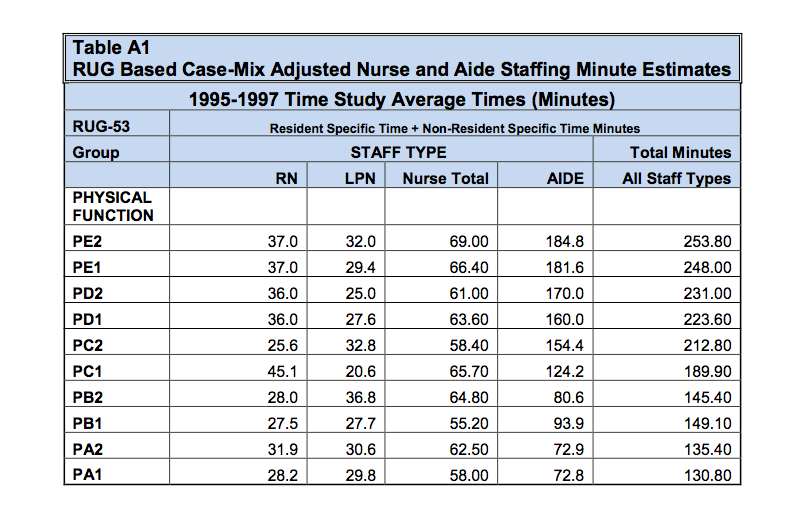 Table A1
RUG Based Case-Mix Adjusted Nurse and Aide Staffing Minute Estimates
1995-1997 Time Study Average Times (Minutes)
RUG-53 Resident Specific Time + Non-Resident Specific Time Minutes
Group STAFF TYPE Total Minutes
RN LPN Nurse Total AIDE All Staff Types
PHYSICAL
FUNCTION
PE2 37.0 32.0 69.00 184.8 253.80
PE1 37.0 29.4 66.40 181.6 248.00
PD2 36.0 25.0 61.00 170.0 231.00
PD1 36.0 27.6 63.60 160.0 223.60
PC2 25.6 32.8 58.40 154.4 212.80
PC1 45.1 20.6 65.70 124.2 189.90
PB2 28.0 36.8 64.80 80.6 145.40
PB1 27.5 27.7 55.20 93.9 149.10
PA2 31.9 30.6 62.50 72.9 135.40
PA1 28.2 29.8 58.00 72.8 130.80